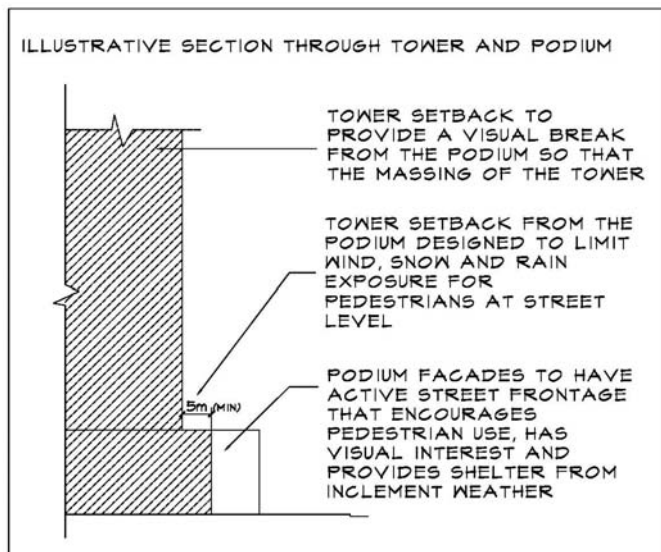 ILLUSTRATIVE SECTION THROUGH TOWER AND PODIUM
TOWER SETBACK TO
PROVIDE A VISUAL BREAK
FROM THE PODIUM SO THAT
THE MASSING OF THE TOWER
TOWER SETBACK FROM THE
PODIUM DESIGNED TO LIMIT
WIND, SNOW AND RAIN
EXPOSURE FOR
PEDESTRIANS AT STREET
LEVEL
5m (MIN)
PODIUM FACADES TO HAVE
ACTIVE STREET FRONTAGE
THAT ENCOURAGES
PEDESTRIAN USE, HAS
VISUAL INTEREST AND
PROVIDES SHELTER FROM
INCLEMENT WEATHER